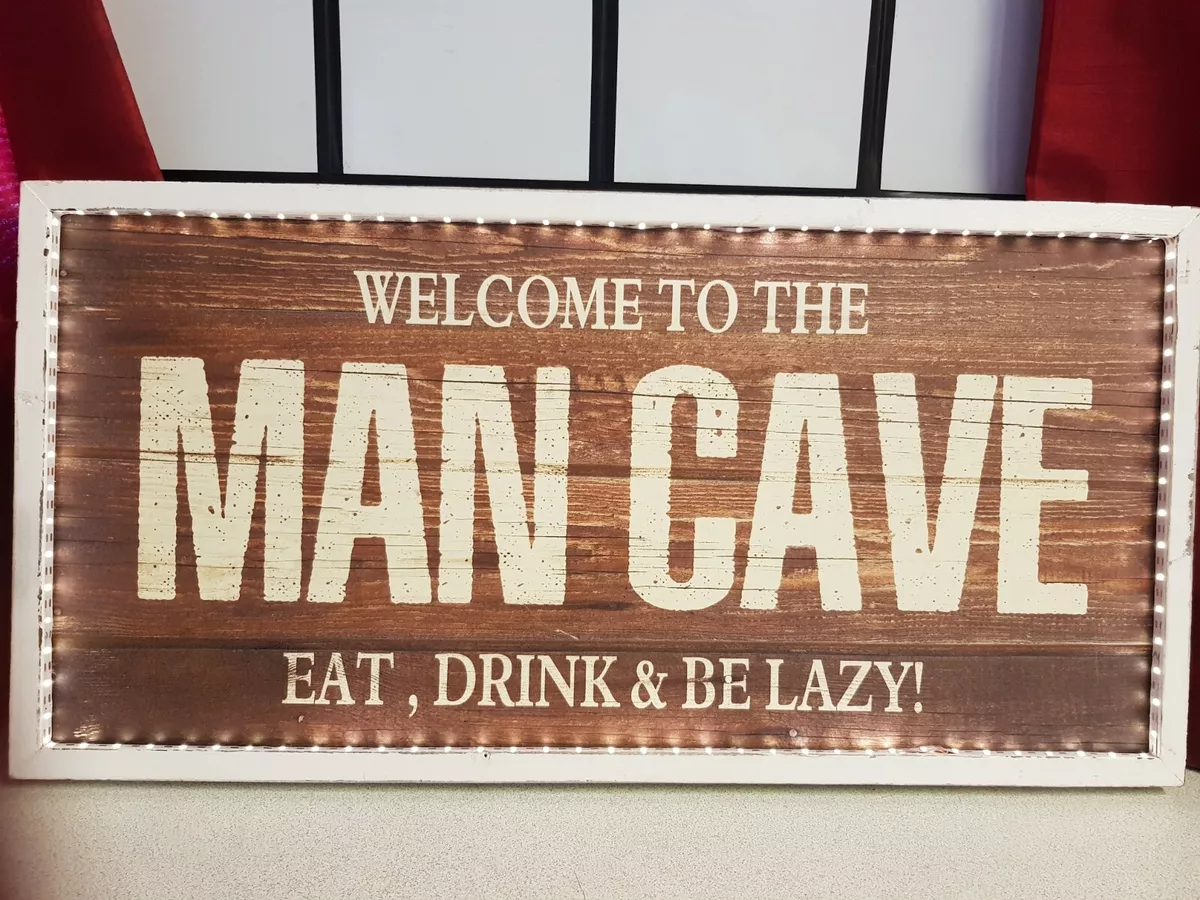 WELCOME TO THE
MAN CAVE
EAT , DRINK & BE LAZY!